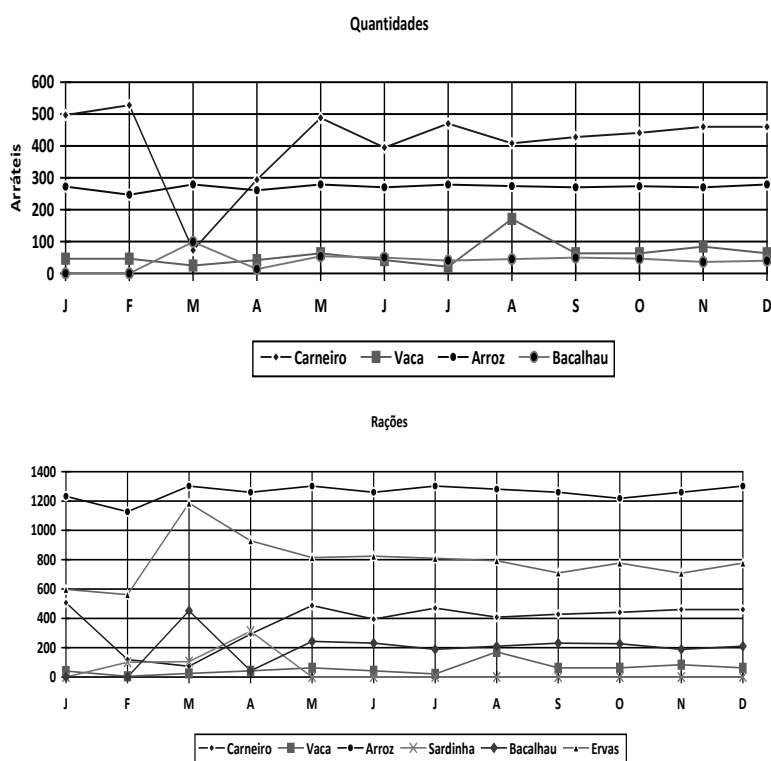 Quantidades
600
500
400
300
200
100
0
Arráteis
J F M A M J J A S O N D
Carneiro Vaca Arroz Bacalhau
Rações
1400
1200
1000
800
600
400
200
0
J F M A M J J A S O N D
Carneiro Vaca Arroz Sardinha Bacalhau Ervas